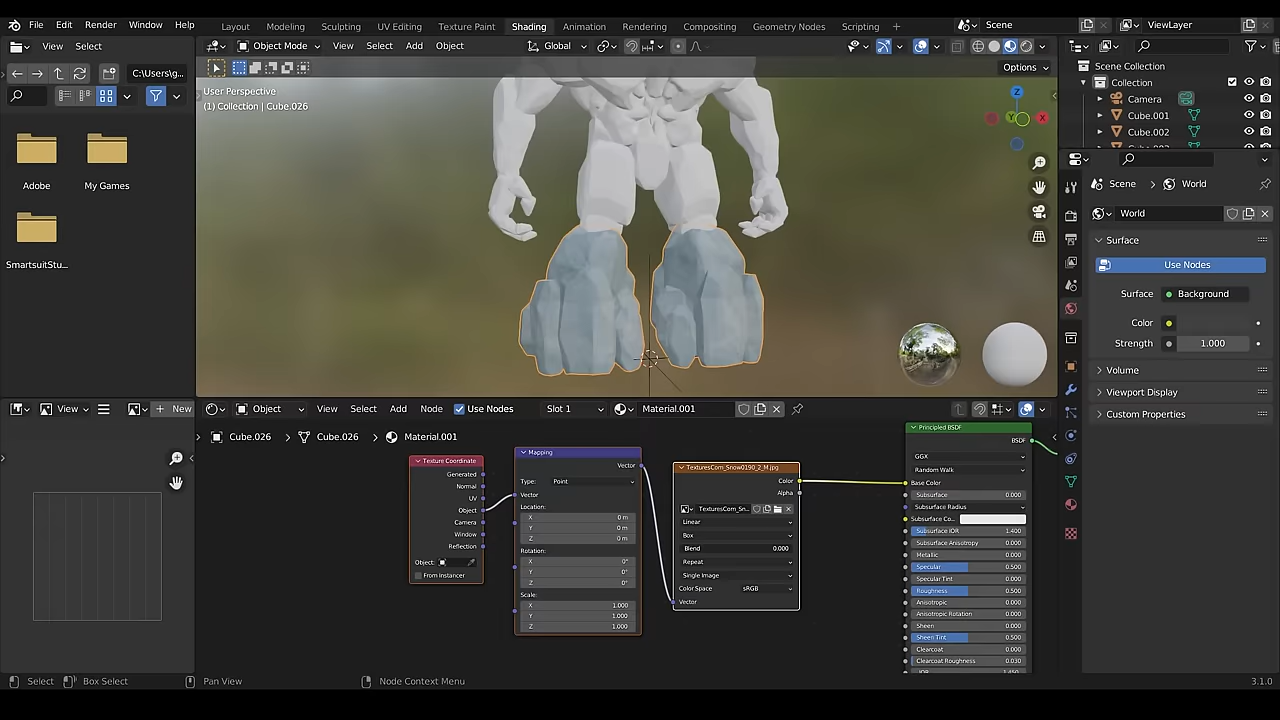 File Edit Render Window Help Layout Modeling Sculpting UV Editing Texture Paint Shading Animation Rendering Compositing Geometry Nodes Scripting + Scene ViewLayer
View Select Object Mode View Select Add Object Global
C:\Users\g... Options
Adobe My Games
SmartsuitStu...
User Perspective
(1) Collection | Cube.026
Z
Y X
Scene Collection
Collection
Camera
Cube.001
Cube.002
Scene > World
World
Surface
Use Nodes
Surface Background
Color
Strength 1.000
Volume
Viewport Display
Custom Properties
View New Object View Select Add Node Use Nodes Slot 1 Material.001
Cube.026 > Cube.026 > Material.001
Texture Coordinate
Generated
Normal
UV
Object
Camera
Window
Reflection
Object:
From Instancer
Mapping
Vector
Type: Point
Vector
Location:
X 0 m
Y 0 m
Z 0 m
Rotation:
X 0°
Y 0°
Z 0°
Scale:
X 1.000
Y 1.000
Z 1.000
TexturesCom_Snow0190_2_M.jpg
Color
Alpha
TexturesCom_Sn...
Linear
Box
Blend 0.000
Repeat
Single Image
Color Space sRGB
Vector
Principled BSDF
BSDF
GGX
Random Walk
Base Color
Subsurface 0.000
Subsurface Radius
Subsurface Co...
Subsurface IOR 1.400
Subsurface Anisotropy 0.000
Metallic 0.000
Specular 0.500
Specular Tint 0.000
Roughness 0.500
Anisotropic 0.000
Anisotropic Rotation 0.000
Sheen 0.000
Sheen Tint 0.500
Clearcoat 0.000
Clearcoat Roughness 0.030
Select Box Select Pan View Node Context Menu 3.1.0